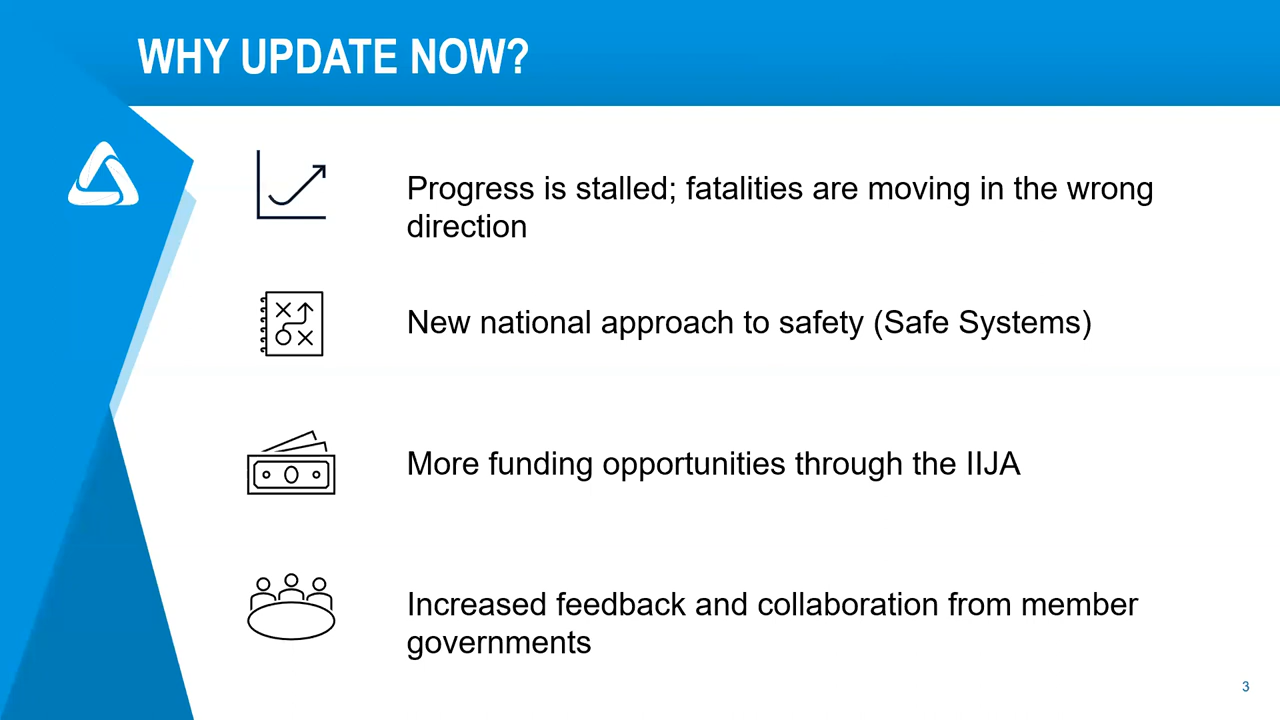 WHY UPDATE NOW?
Progress is stalled; fatalities are moving in the wrong
direction
New national approach to safety (Safe Systems)
More funding opportunities through the IIJA
Increased feedback and collaboration from member
governments
3